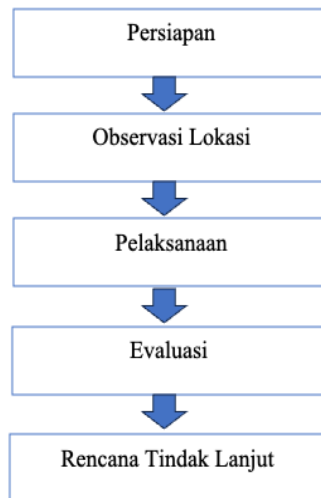 Persiapan
Observasi Lokasi
Pelaksanaan
Evaluasi
Rencana Tindak Lanjut